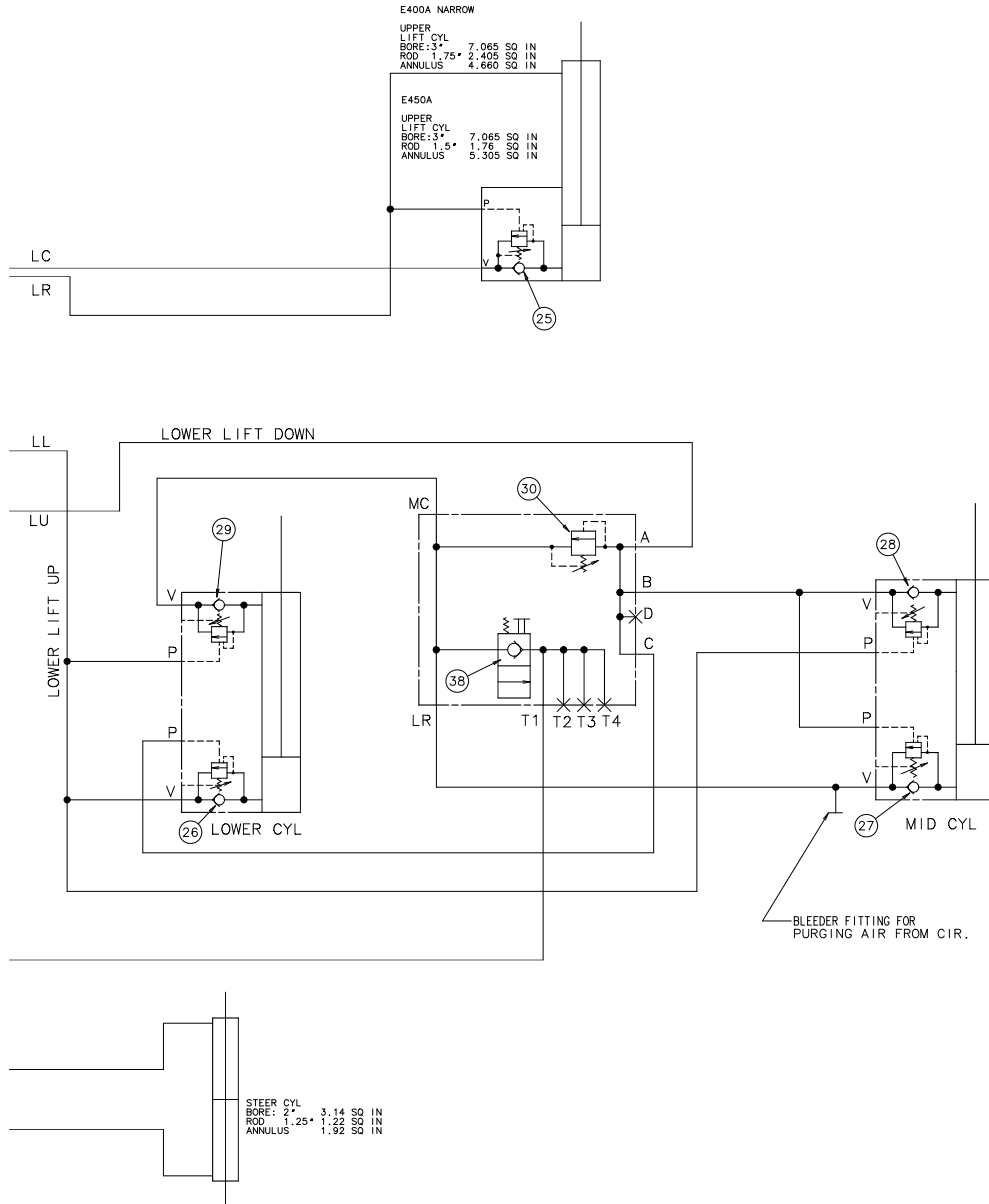 E400A NARROW
UPPER
LIFT CYL
BORE:3" 7.065 SQ IN
ROD 1.75" 2.405 SQ IN
ANNULUS 4.660 SQ IN
E450A
UPPER
LIFT CYL
BORE:3" 7.065 SQ IN
ROD 1.5" 1.76 SQ IN
ANNULUS 5.305 SQ IN
P
V
25
LC
LR
LL
LU
LOWER LIFT DOWN
LOWER LIFT UP
29
V
P
P
V
26
LOWER CYL
MC
30
A
B
D
C
38
LR
T1
T2
T3
T4
28
V
P
P
V
27
MID CYL
BLEEDER FITTING FOR
PURGING AIR FROM CIR.
STEER CYL
BORE: 2" 3.14 SQ IN
ROD 1.25" 1.22 SQ IN
ANNULUS 1.92 SQ IN